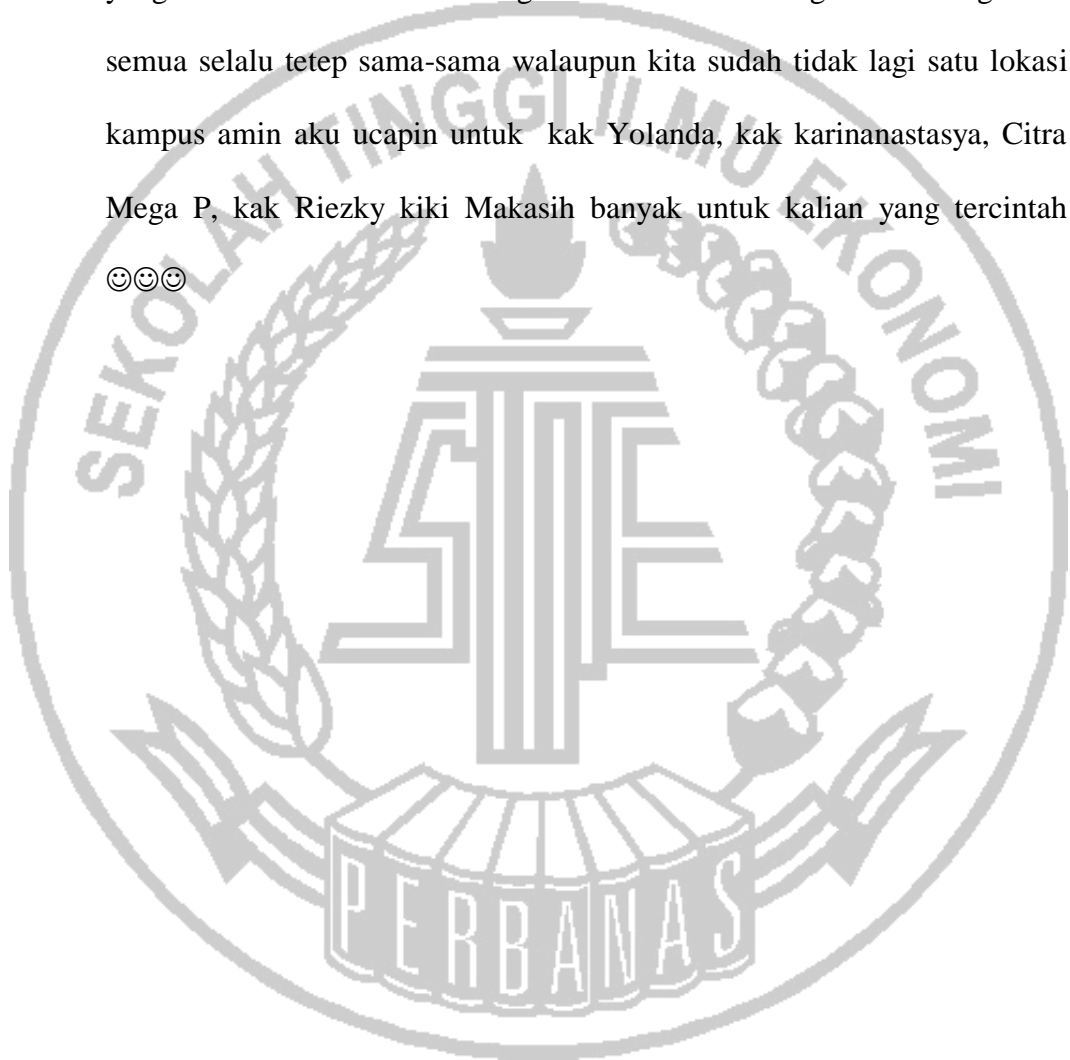 semua selalu tetep sama-sama walaupun kita sudah tidak lagi satu lokasi
kampus amin aku ucapin untuk kak Yolanda, kak karinanastasya, Citra
Mega P, kak Riezky kiki Makasih banyak untuk kalian yang tercintah
☺☺☺
SEKOLAH TINGGI ILMU EKONOMI
STIE
PERBANAS